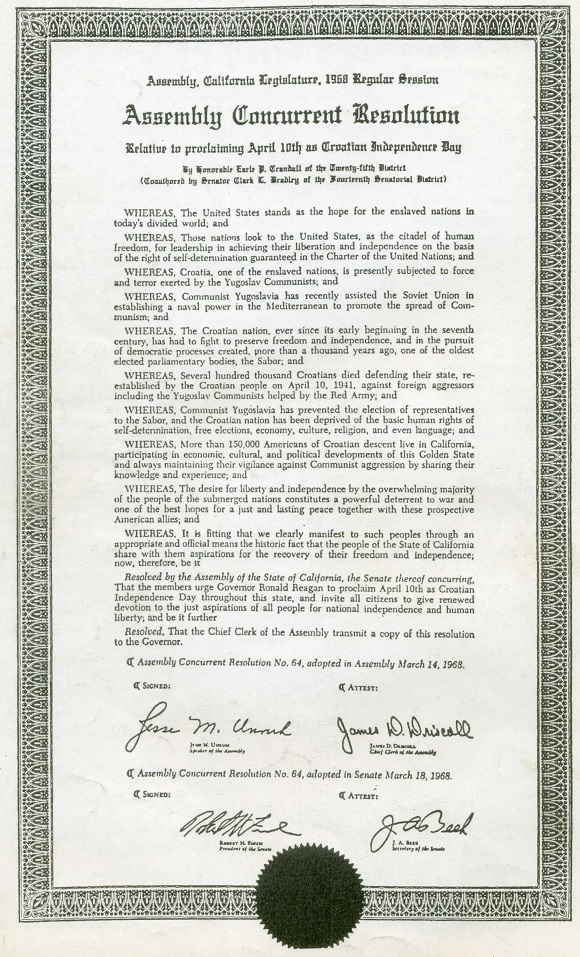 Assembly, California Legislature, 1968 Regular Session
Assembly Concurrent Resolution
Relative to proclaiming April 10th as Croatian Independence Day
By Honorable Earle P. Crandall of the Twenty-fifth District
(Coauthored by Senator Clark L. Bradley of the Fourteenth Senatorial District)
WHEREAS, The United States stands as the hope for the enslaved nations in
today's divided world; and
WHEREAS, Those nations look to the United States, as the citadel of human
freedom, for leadership in achieving their liberation and independence on the basis
of the right of self-determination guaranteed in the Charter of the United Nations; and
WHEREAS, Croatia, one of the enslaved nations, is presently subjected to force
and terror exerted by the Yugoslav Communists; and
WHEREAS, Communist Yugoslavia has recently assisted the Soviet Union in
establishing a naval power in the Mediterranean to promote the spread of Com-
munism; and
WHEREAS, The Croatian nation, ever since its early beginning in the seventh
century, has had to fight to preserve freedom and independence, and in the pursuit
of democratic processes created, more than a thousand years ago, one of the oldest
elected parliamentary bodies, the Sabor; and
WHEREAS, Several hundred thousand Croatians died defending their state, re-
established by the Croatian people on April 10, 1941, against foreign aggressors
including the Yugoslav Communists helped by the Red Army; and
WHEREAS, Communist Yugoslavia has prevented the election of representatives
to the Sabor, and the Croatian nation has been deprived of the basic human rights of
self-determination, free elections, economy, culture, religion, and even language; and
WHEREAS, More than 150,000 Americans of Croatian descent live in California,
participating in economic, cultural, and political developments of this Golden State
and always maintaining their vigilance against Communist aggression by sharing their
knowledge and experience; and
WHEREAS, The desire for liberty and independence by the overwhelming majority
of the people of the submerged nations constitutes a powerful deterrent to war and
one of the best hopes for a just and lasting peace together with these prospective
American allies; and
WHEREAS, It is fitting that we clearly manifest to such peoples through an
appropriate and official means the historic fact that the people of the State of California
share with them aspirations for the recovery of their freedom and independence;
now, therefore, be it
Resolved by the Assembly of the State of California, the Senate thereof concurring,
That the members urge Governor Ronald Reagan to proclaim April 10th as Croatian
Independence Day throughout this state, and invite all citizens to give renewed
devotion to the just aspirations of all people for national independence and human
liberty; and be it further
Resolved, That the Chief Clerk of the Assembly transmit a copy of this resolution
to the Governor.
¶ Assembly Concurrent Resolution No. 64, adopted in Assembly March 14, 1968.
¶ SIGNED: ¶ ATTEST:
Jesse M. Unruh James D. Driscoll
JESSE M. UNRUH JAMES D. DRISCOLL
Speaker of the Assembly Chief Clerk of the Assembly
¶ Assembly Concurrent Resolution No. 64, adopted in Senate March 18, 1968.
¶ SIGNED: ¶ ATTEST:
J. A. Beek
ROBERT H. FINCH J. A. BEEK
President of the Senate Secretary of the Senate